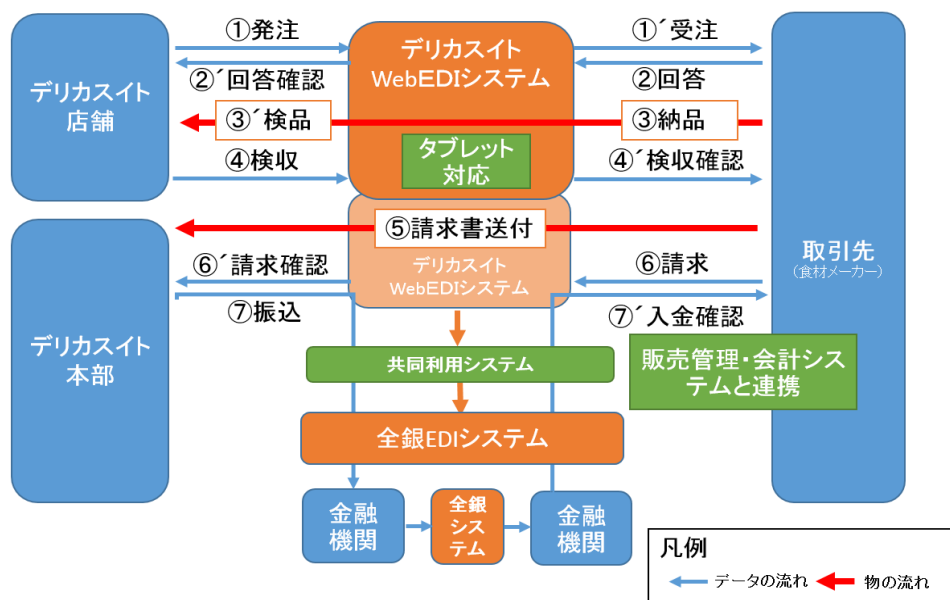 デリカスイト
店舗
①発注
②´回答確認
③´検品
④検収
デリカスイト
WebEDIシステム
タブレット
対応
①´受注
②回答
③納品
④´検収確認
⑤請求書送付
デリカスイト
WebEDIシステム
デリカスイト
本部
⑥´請求確認
⑦振込
⑥請求
⑦´入金確認
取引先
(食材メーカー)
販売管理・会計シス
テムと連携
共同利用システム
全銀EDIシステム
金融
機関
全銀
シス
テム
金融
機関
凡例
データの流れ
物の流れ